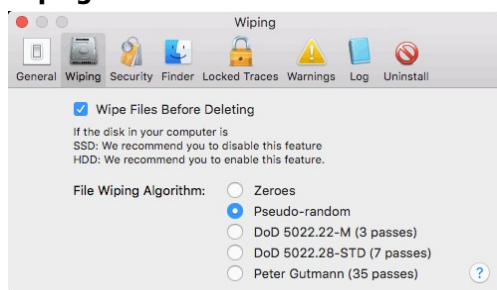 Wiping
General Wiping Security Finder Locked Traces Warnings Log Uninstall
Wipe Files Before Deleting
If the disk in your computer is
SSD: We recommend you to disable this feature
HDD: We recommend you to enable this feature.
File Wiping Algorithm:
Zeroes
Pseudo-random
DoD 5022.22-M (3 passes)
DoD 5022.28-STD (7 passes)
Peter Gutmann (35 passes)
?